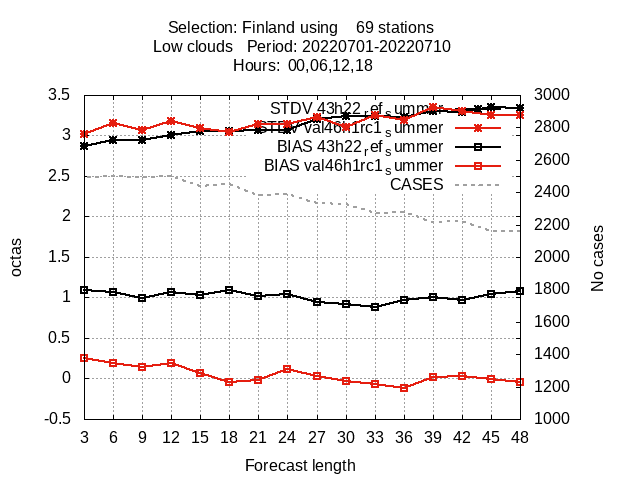 Selection: Finland using    69 stations
Low clouds   Period: 20220701-20220710
Hours:  00,06,12,18
STDV 43h22_ref_summer
STDV val46h1rc1_summer
BIAS 43h22_ref_summer
BIAS val46h1rc1_summer
CASES
octas
3.5
3
2.5
2
1.5
1
0.5
0
-0.5
3000
2800
2600
2400
2200
2000
1800
1600
1400
1200
1000
No cases
3 6 9 12 15 18 21 24 27 30 33 36 39 42 45 48
Forecast length